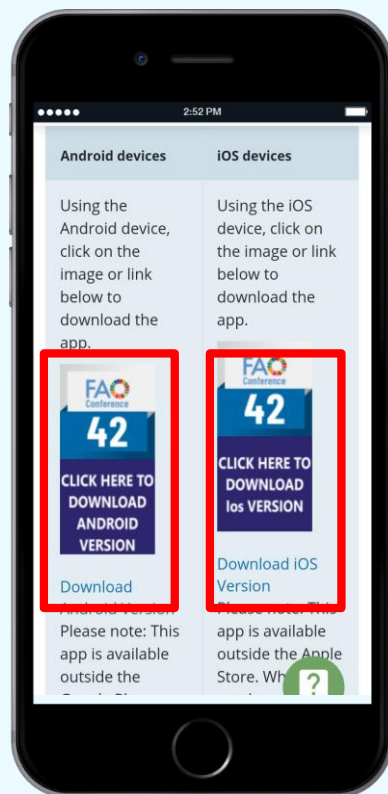 2:52 PM
Android devices
iOS devices
Using the
Android device,
click on the
image or link
below to
download the
app.
FAO
Conference
42
CLICK HERE TO
DOWNLOAD
ANDROID
VERSION
Download
Android Version
Please note: This
app is available
outside the
Using the iOS
device, click on
the image or link
below to
download the
app.
FAO
Conference
42
CLICK HERE TO
DOWNLOAD
Ios VERSION
Download iOS
Version
Please note: This
app is available
outside the Apple
Store.
?